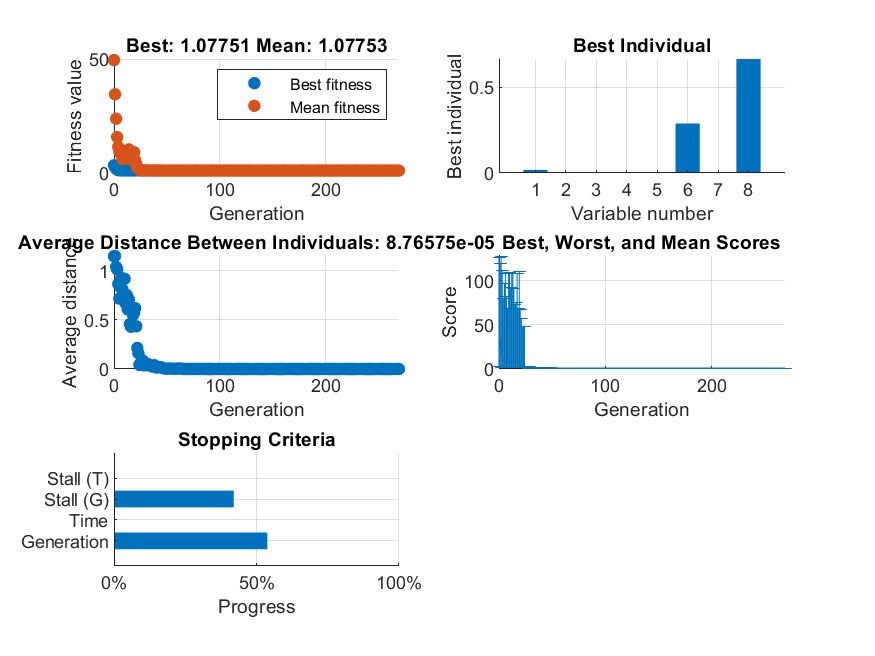 Best: 1.07751 Mean: 1.07753
Fitness value
50
0
Best fitness
Mean fitness
0 100 200
Generation
Best Individual
Best individual
0.5
0
1 2 3 4 5 6 7 8
Variable number
Average Distance Between Individuals: 8.76575e-05
Average distance
1
0.5
0
0 100 200
Generation
Best, Worst, and Mean Scores
Score
100
50
0
0 100 200
Generation
Stopping Criteria
Stall (T)
Stall (G)
Time
Generation
0% 50% 100%
Progress